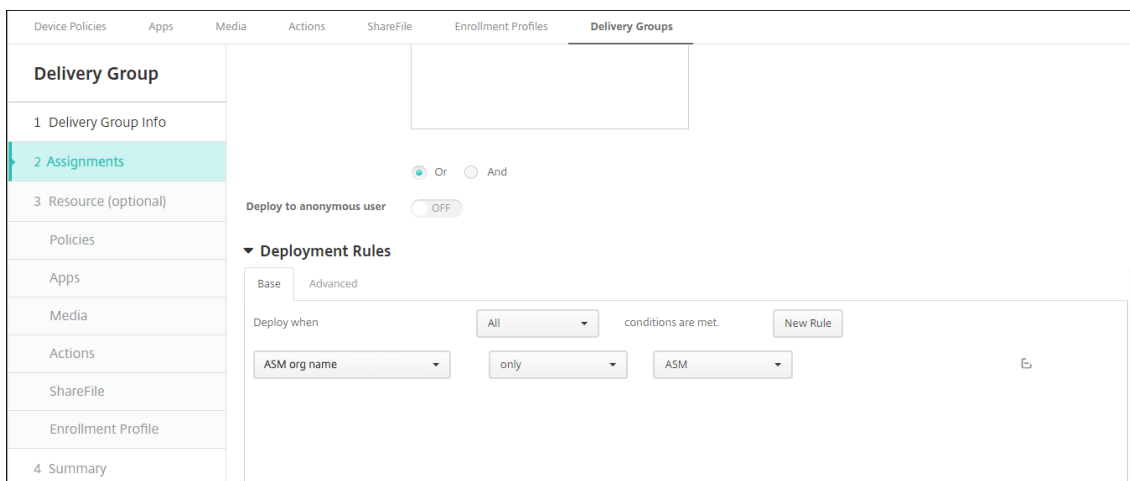 Device Policies Apps Media Actions ShareFile Enrollment Profiles Delivery Groups
Delivery Group
1 Delivery Group Info
2 Assignments
3 Resource (optional)
Policies
Apps
Media
Actions
ShareFile
Enrollment Profile
4 Summary
Or And
Deploy to anonymous user OFF
Deployment Rules
Base Advanced
Deploy when All conditions are met. New Rule
ASM org name only ASM